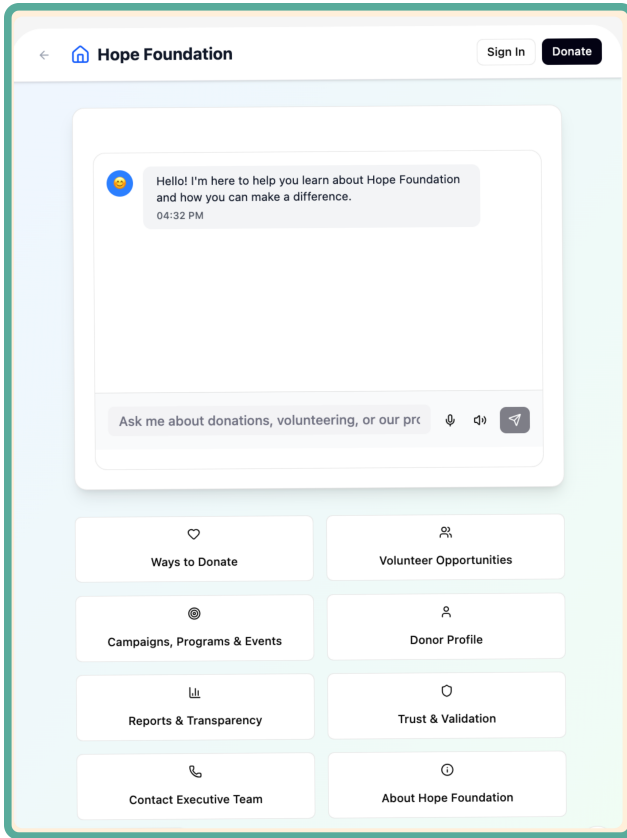 Hope Foundation
Sign In
Donate
Hello! I'm here to help you learn about Hope Foundation
and how you can make a difference.
04:32 PM
Ask me about donations, volunteering, or our pro
Ways to Donate
Volunteer Opportunities
Campaigns, Programs & Events
Donor Profile
Reports & Transparency
Trust & Validation
Contact Executive Team
About Hope Foundation